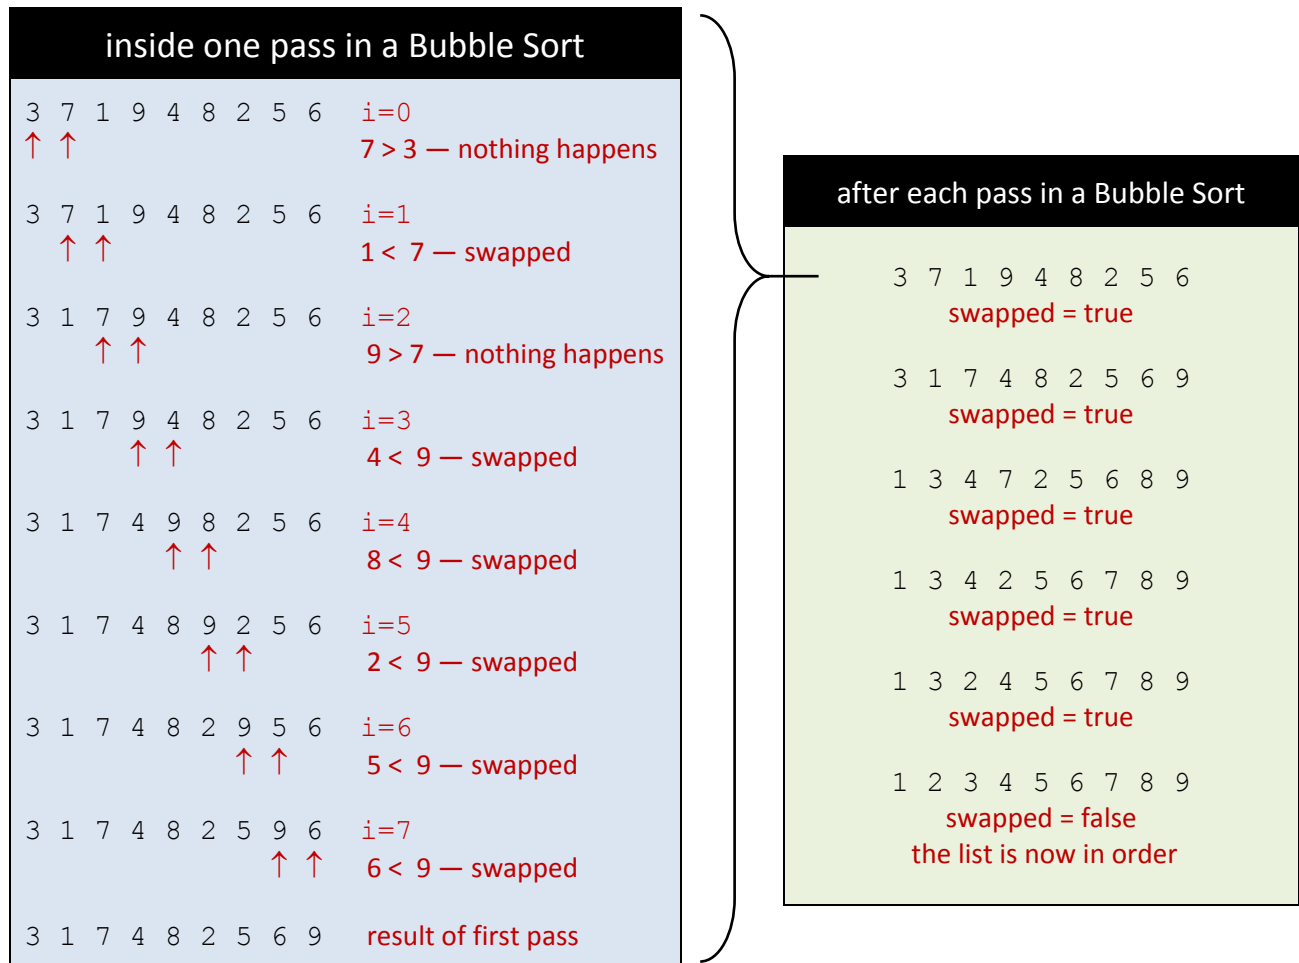 inside one pass in a Bubble Sort
3 7 1 9 4 8 2 5 6 i=0
↑ ↑ 7 > 3 — nothing happens
3 7 1 9 4 8 2 5 6 i=1
↑ ↑ 1 < 7 — swapped
3 1 7 9 4 8 2 5 6 i=2
↑ ↑ 9 > 7 — nothing happens
3 1 7 9 4 8 2 5 6 i=3
↑ ↑ 4 < 9 — swapped
3 1 7 4 9 8 2 5 6 i=4
↑ ↑ 8 < 9 — swapped
3 1 7 4 8 9 2 5 6 i=5
↑ ↑ 2 < 9 — swapped
3 1 7 4 8 2 9 5 6 i=6
↑ ↑ 5 < 9 — swapped
3 1 7 4 8 2 5 9 6 i=7
↑ ↑ 6 < 9 — swapped
3 1 7 4 8 2 5 6 9 result of first pass
after each pass in a Bubble Sort
3 7 1 9 4 8 2 5 6
swapped = true
3 1 7 4 8 2 5 6 9
swapped = true
1 3 4 7 2 5 6 8 9
swapped = true
1 3 4 2 5 6 7 8 9
swapped = true
1 3 2 4 5 6 7 8 9
swapped = true
1 2 3 4 5 6 7 8 9
swapped = false
the list is now in order